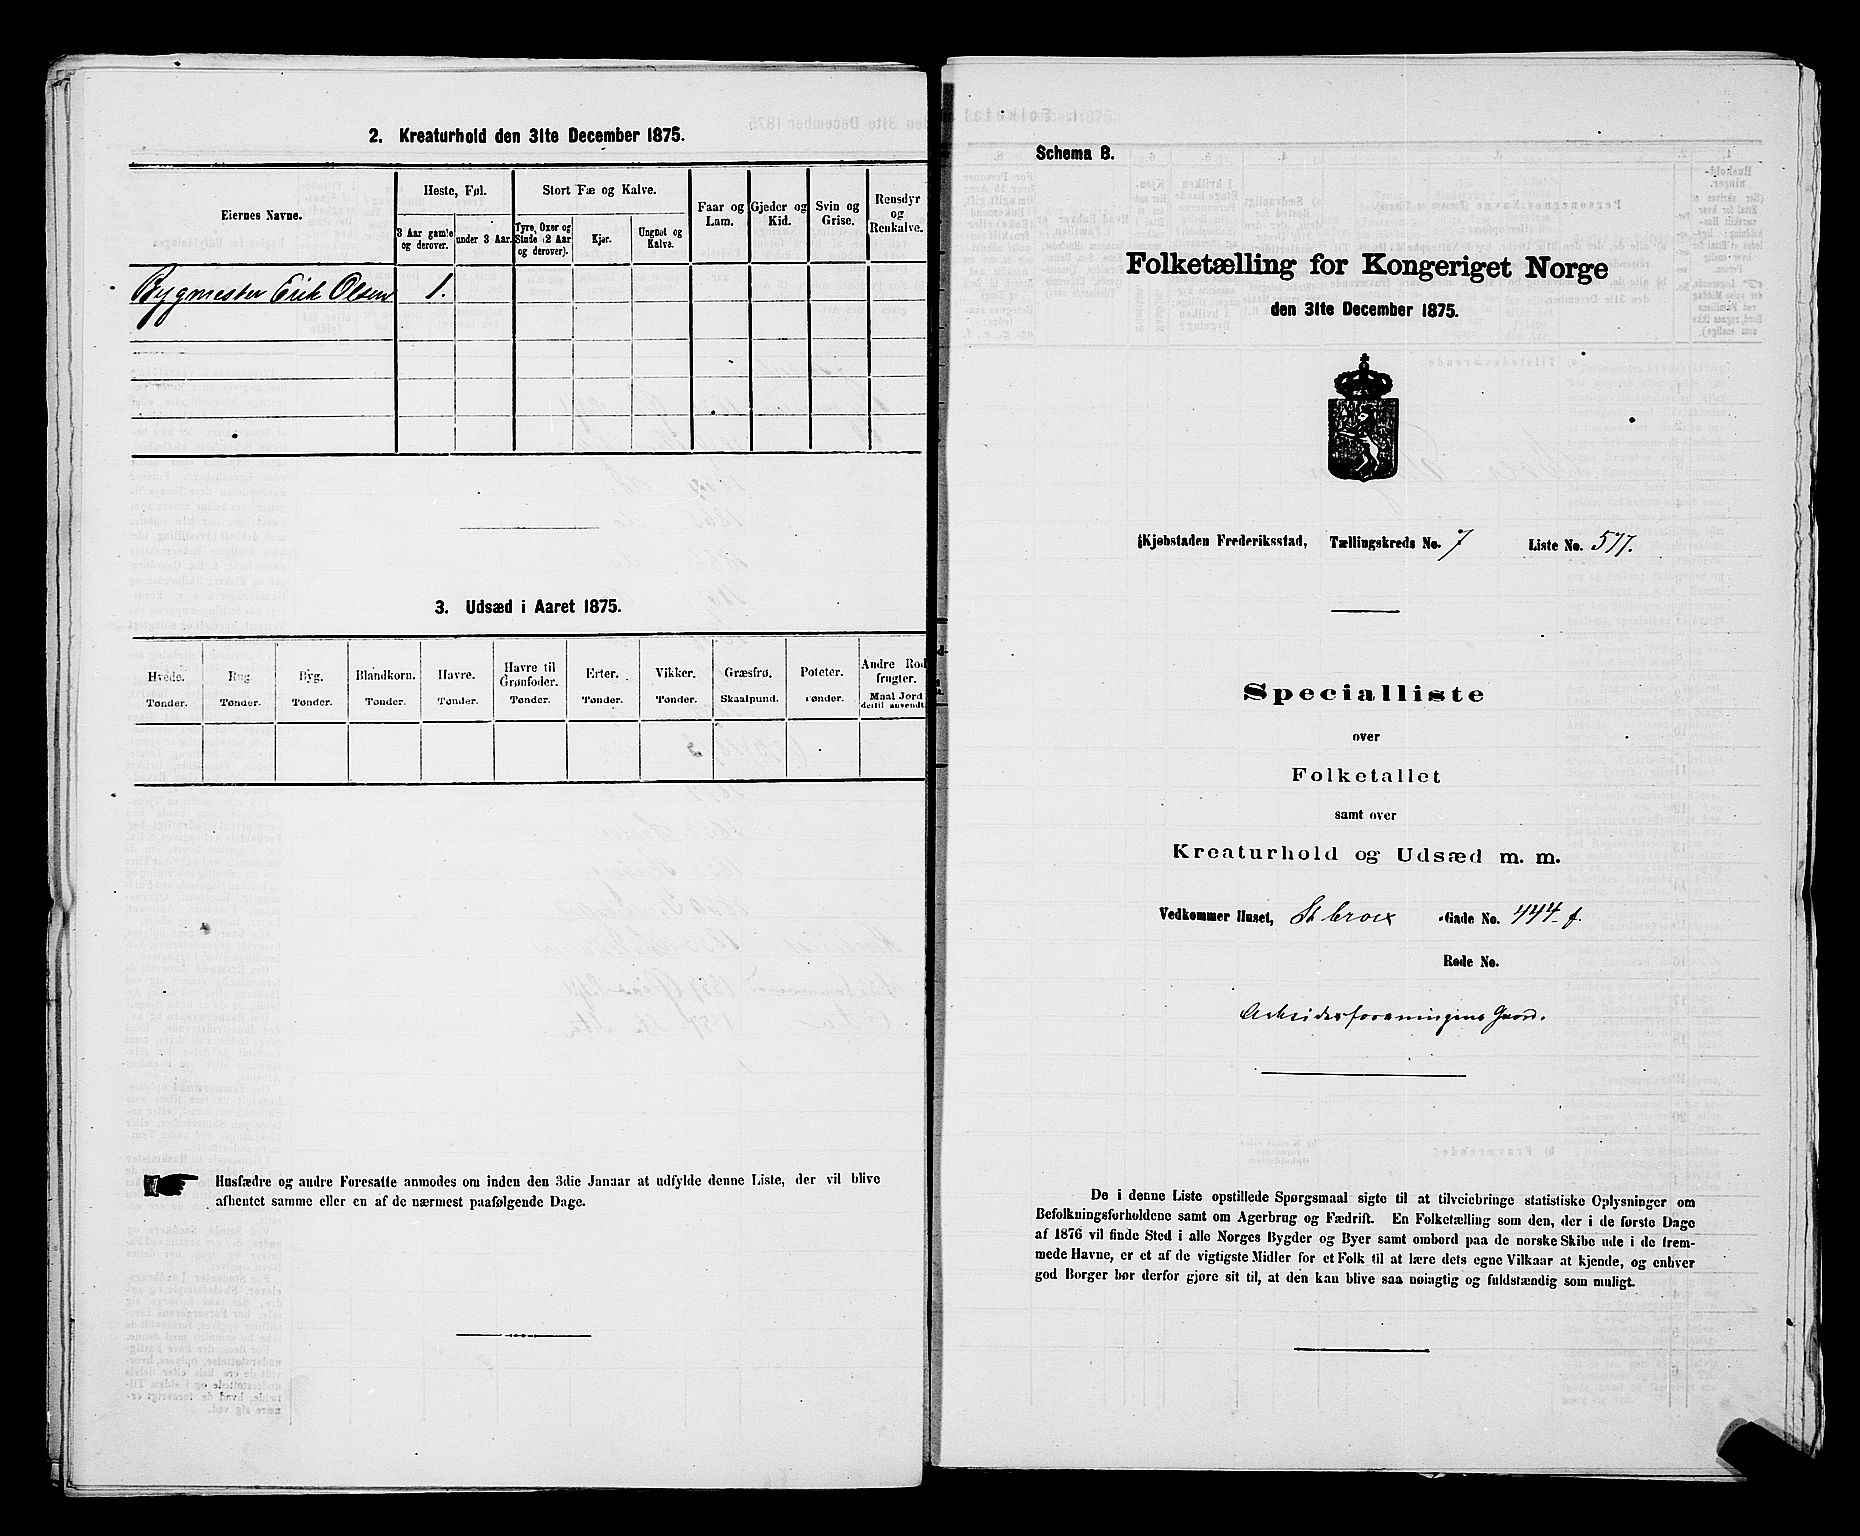 2. Kreaturhold den 31te December 1875.
Eiernes Navne.
Heste, Føl.
3 Aar gamle og derover.
under 3 Aar.
Stort Fæ og Kalve.
Tyre, Oxer og Stude (2 Aar og derover).
Kjør.
Ungnøt og Kalve.
Faar og Lam.
Gjeder og Kid.
Svin og Grise.
Rensdyr og Renkalve.
Bygmester Erik Olsen 1.
3. Udsæd i Aaret 1875.
Hvede. Tønder.
Rug. Tønder.
Byg. Tønder.
Blandkorn. Tønder.
Havre. Tønder.
Havre til Grønfoder. Tønder.
Erter. Tønder.
Vikker. Tønder.
Græsfrø. Skaalpund.
Poteter. Tønder.
Andre Rodfrugter. Maal Jord dertil anvendt.
Husfædre og andre Foresatte anmodes om inden den 3die Januar at udfylde denne Liste, der vil blive
afhentet samme eller en af de nærmest paafølgende Dage.
Schema B.
Folketælling for Kongeriget Norge
den 31te December 1875.
Kjøbstaden Frederiksstad, Tællingskreds No. 7 Liste No. 577.
Specialliste
over
Folketallet
samt over
Kreaturhold og Udsæd m. m.
Vedkommer Huset, St Croix Gade No. 444 f.
Rode No.
Arbeiderforeningens Gaard.
De i denne Liste opstillede Spørgsmaal sigte til at tilveiebringe statistiske Oplysninger om
Befolkningsforholdene samt om Agerbrug og Fædrift. En Folketælling som den, der i de første Dage
af 1876 vil finde Sted i alle Norges Bygder og Byer samt ombord paa de norske Skibe ude i de frem-
mede Havne, er et af de vigtigste Midler for et Folk til at lære dets egne Vilkaar at kjende, og enhver
god Borger bør derfor gjøre sit til, at den kan blive saa nøiagtig og fuldstændig som muligt.